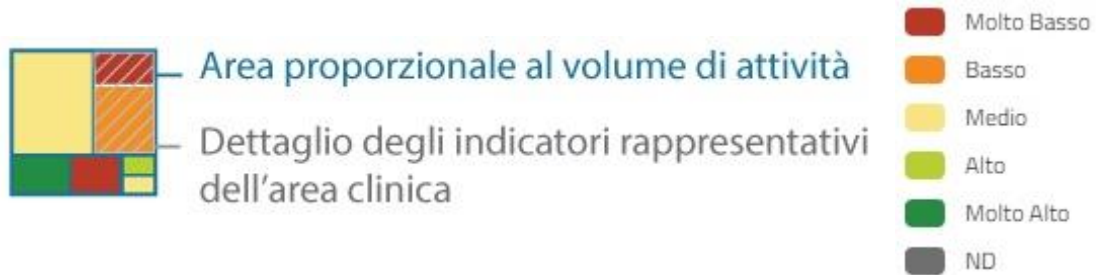 Area proporzionale al volume di attività
Dettaglio degli indicatori rappresentativi
dell'area clinica
Molto Basso
Basso
Medio
Alto
Molto Alto
ND